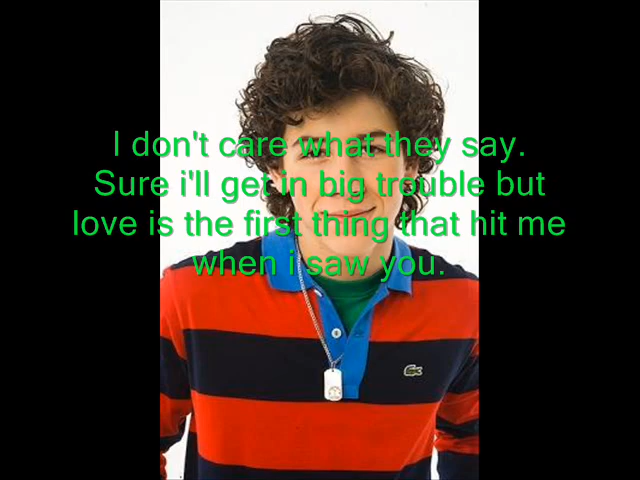 I don't care what they say.
Sure i'll get in big trouble but
love is the first thing that hit me
when i saw you.